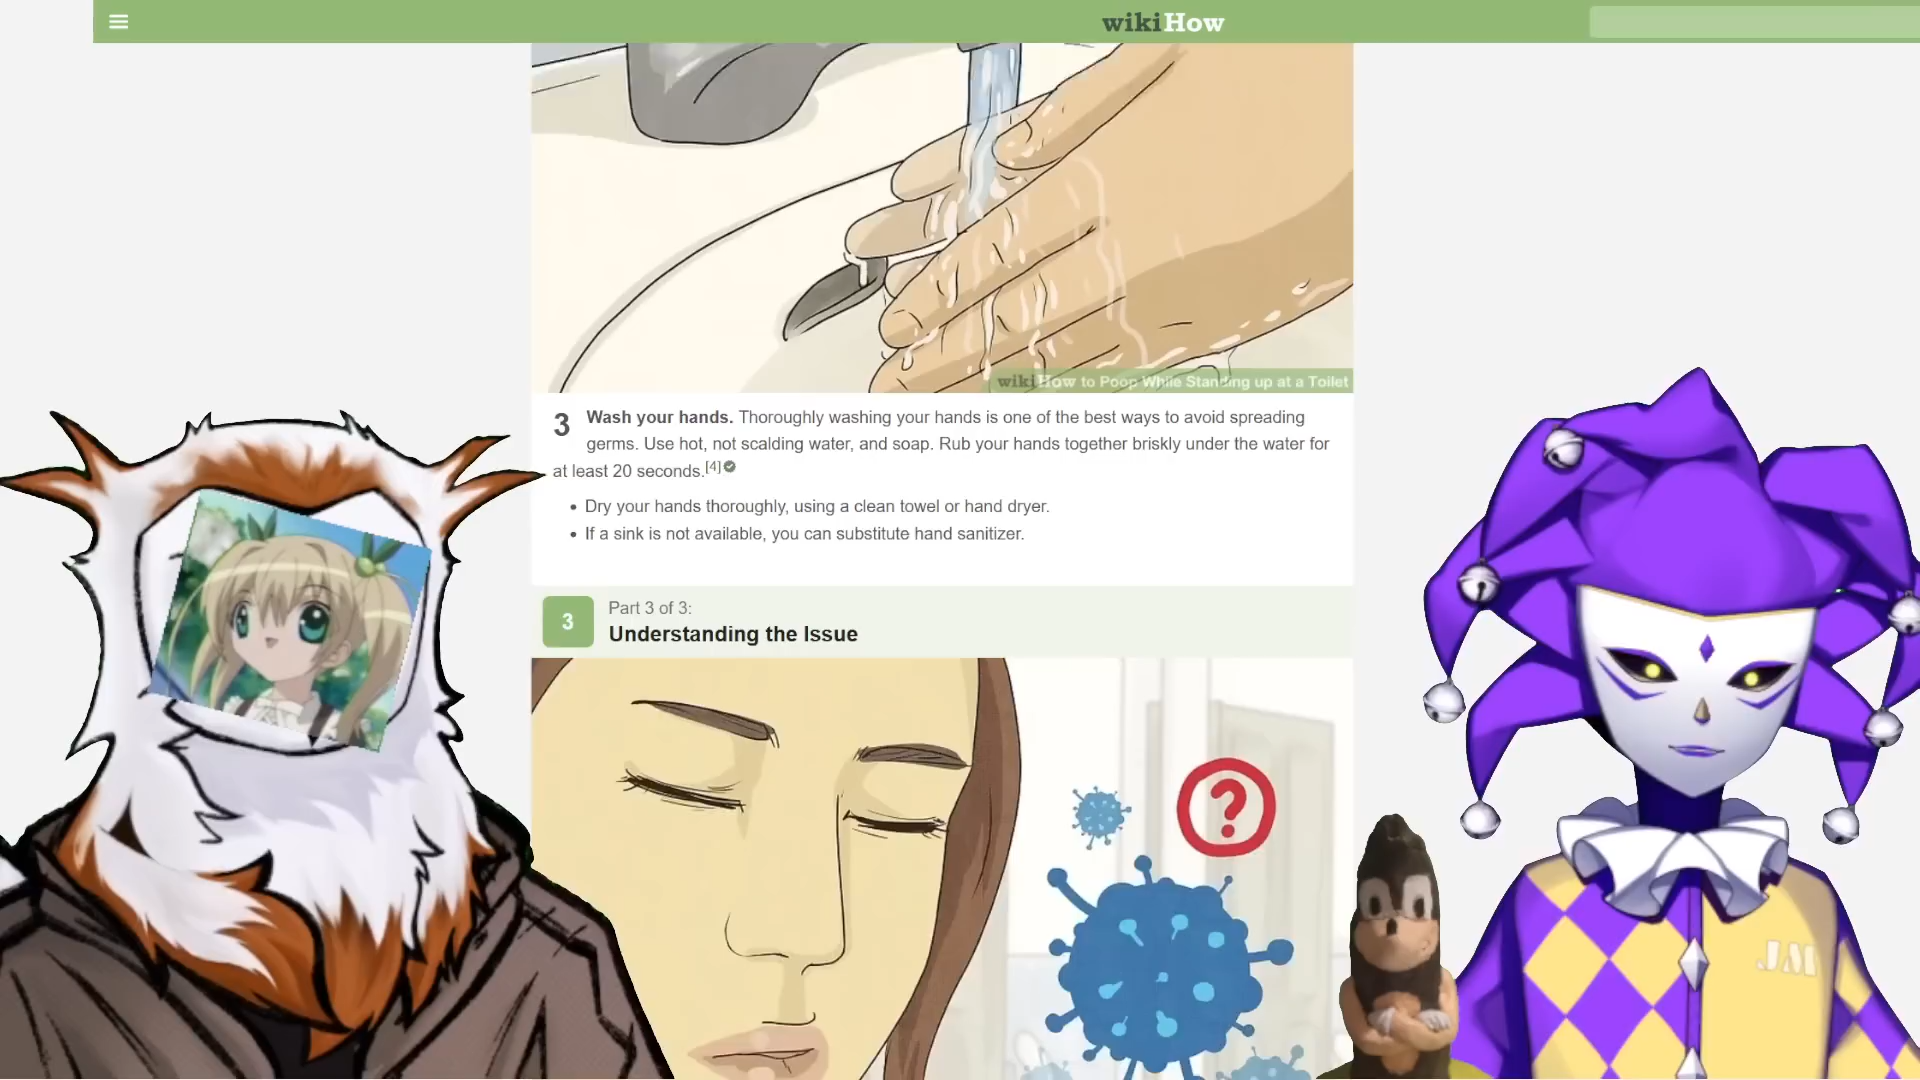 wikiHow
wikiHow to Poop While Standing up at a Toilet
3 Wash your hands. Thoroughly washing your hands is one of the best ways to avoid spreading
germs. Use hot, not scalding water, and soap. Rub your hands together briskly under the water for
at least 20 seconds.[4]
• Dry your hands thoroughly, using a clean towel or hand dryer.
• If a sink is not available, you can substitute hand sanitizer.
3
Part 3 of 3:
Understanding the Issue
?
JM